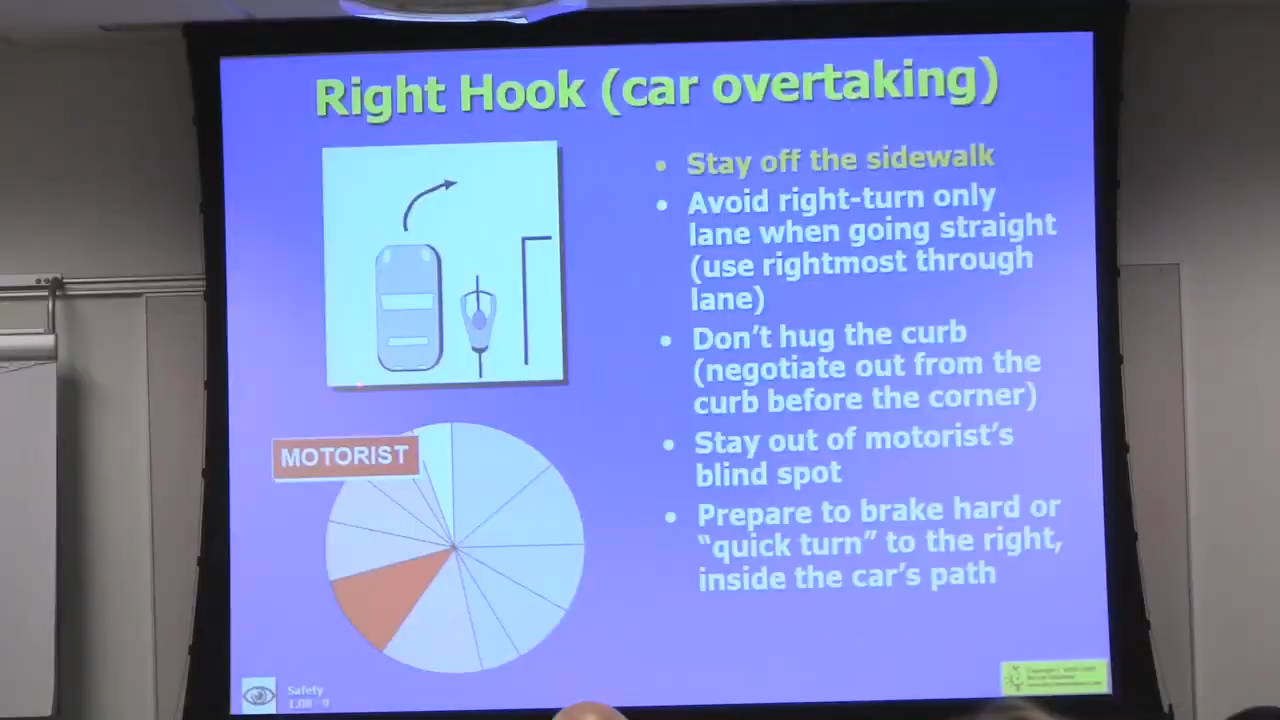 Right Hook (car overtaking)
• Stay off the sidewalk
• Avoid right-turn only
lane when going straight
(use rightmost through
lane)
• Don't hug the curb
(negotiate out from the
curb before the corner)
• Stay out of motorist's
blind spot
• Prepare to brake hard or
“quick turn” to the right,
inside the car's path
MOTORIST
Safety